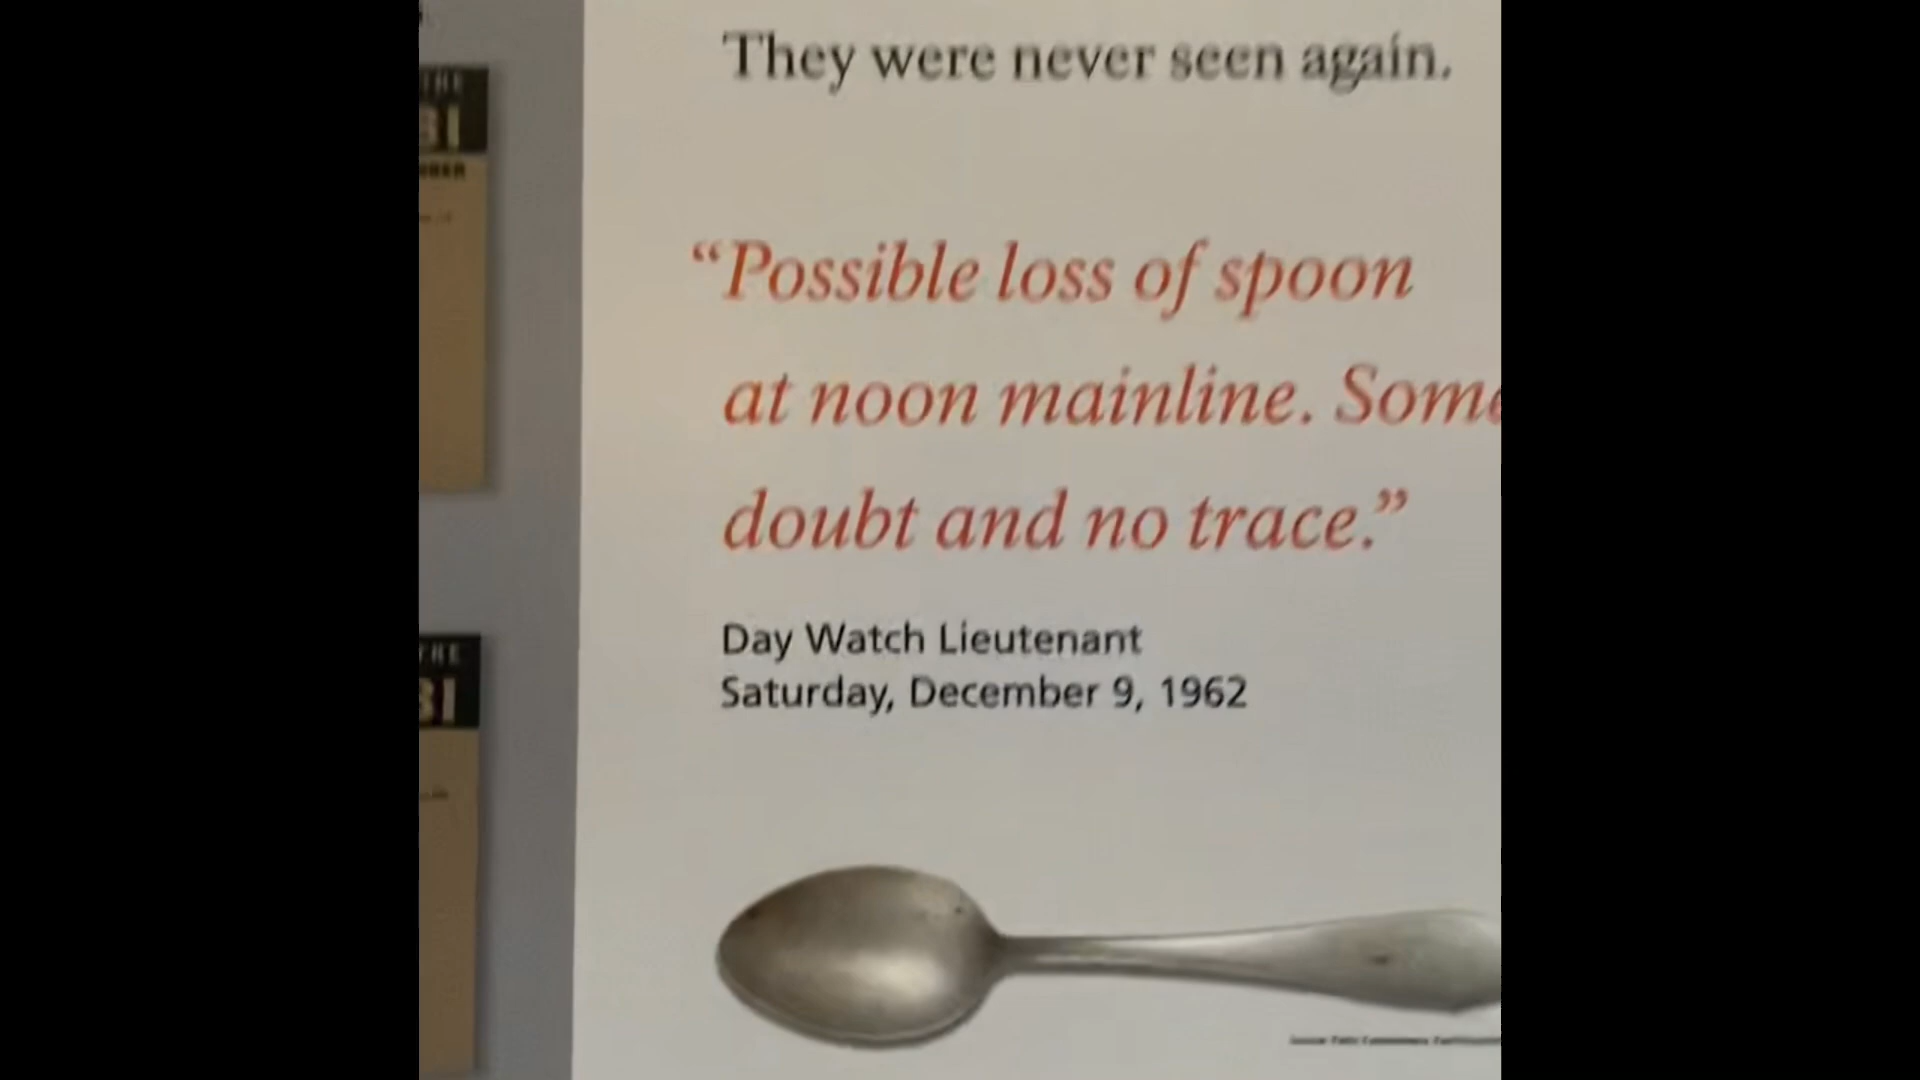 They were never seen again.
“Possible loss of spoon
at noon mainline. Some
doubt and no trace.”
Day Watch Lieutenant
Saturday, December 9, 1962